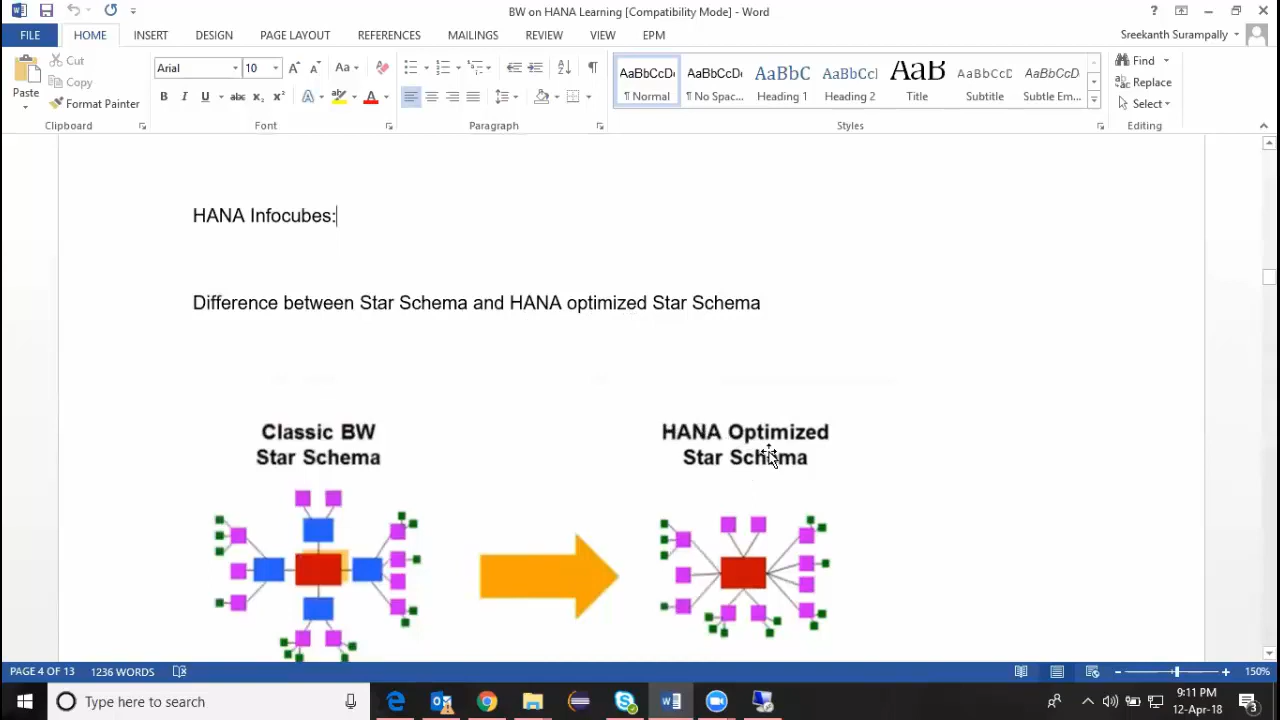 BW on HANA Learning [Compatibility Mode] - Word
FILE HOME INSERT DESIGN PAGE LAYOUT REFERENCES MAILINGS REVIEW VIEW EPM Sreekanth Surampally
Paste
Cut
Copy
Format Painter
Clipboard
Arial 10
Font
Paragraph
AaBbCcDc AaBbCcDc AaBbC AaBbCcI AaB AaBbCcD AaBbCcD
¶ Normal ¶ No Spac... Heading 1 Heading 2 Title Subtitle Subtle Em...
Styles
Find
Replace
Select
Editing
HANA Infocubes:
Difference between Star Schema and HANA optimized Star Schema
Classic BW
Star Schema
HANA Optimized
Star Schema
PAGE 4 OF 13 1236 WORDS 150%
Type here to search
9:11 PM
12-Apr-18
3